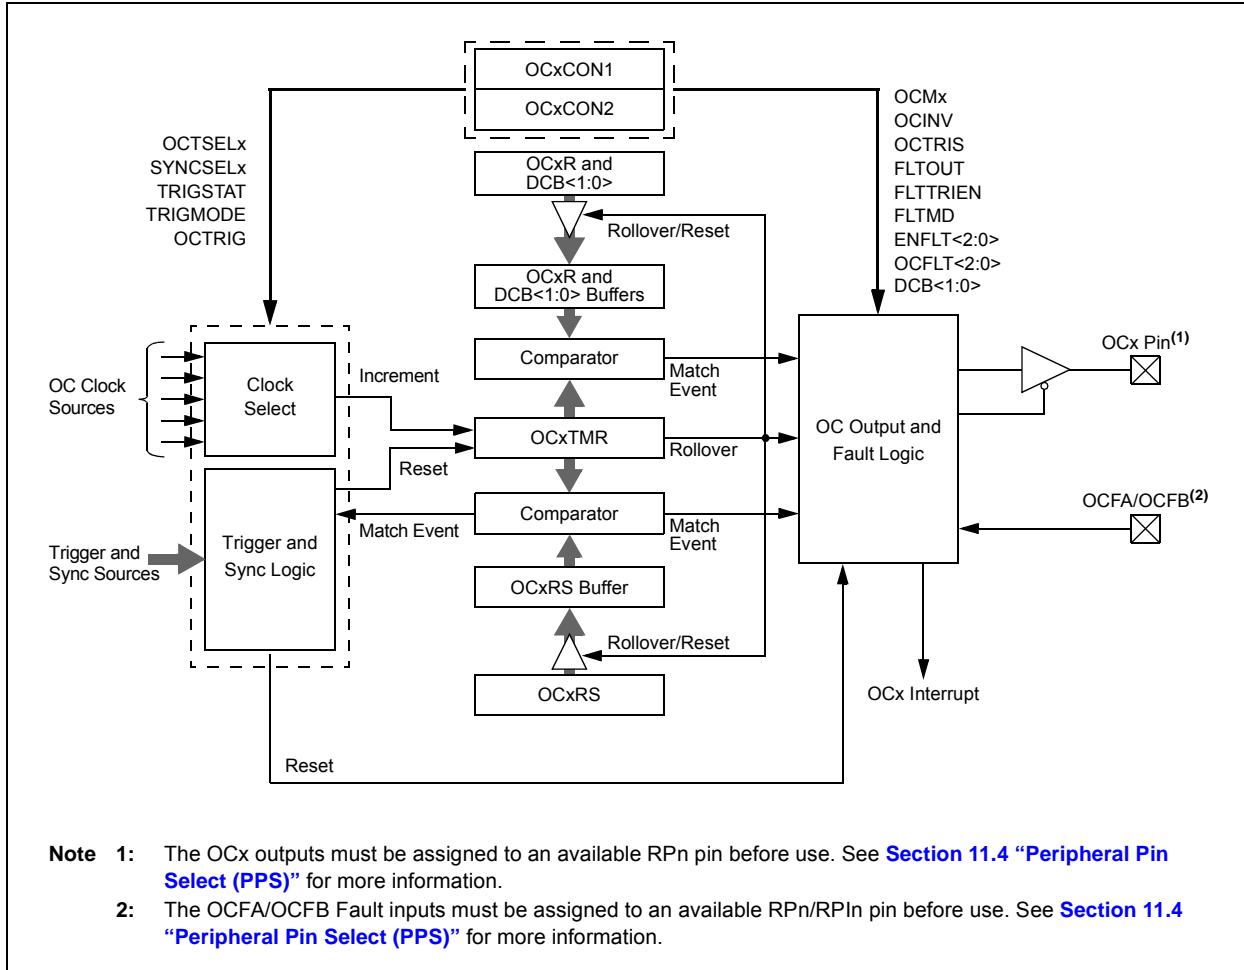 OCxCON1
OCxCON2
OCTSELx
SYNCSELx
TRIGSTAT
TRIGMODE
OCTRIG
OCMx
OCINV
OCTRIS
FLTOUT
FLTTRIEN
FLTMD
ENFLT<2:0>
OCFLT<2:0>
DCB<1:0>
OCxR and
DCB<1:0>
Rollover/Reset
OCxR and
DCB<1:0> Buffers
OC Clock
Sources
Clock
Select
Increment
Comparator
Match
Event
OCxTMR
Rollover
Reset
Comparator
Match Event
Match
Event
Trigger and
Sync Sources
Trigger and
Sync Logic
OCxRS Buffer
Rollover/Reset
OCxRS
OC Output and
Fault Logic
OCx Pin(1)
OCFA/OCFB(2)
OCx Interrupt
Reset
Note 1: The OCx outputs must be assigned to an available RPn pin before use. See Section 11.4 “Peripheral Pin
Select (PPS)” for more information.
2: The OCFA/OCFB Fault inputs must be assigned to an available RPn/RPIn pin before use. See Section 11.4
“Peripheral Pin Select (PPS)” for more information.